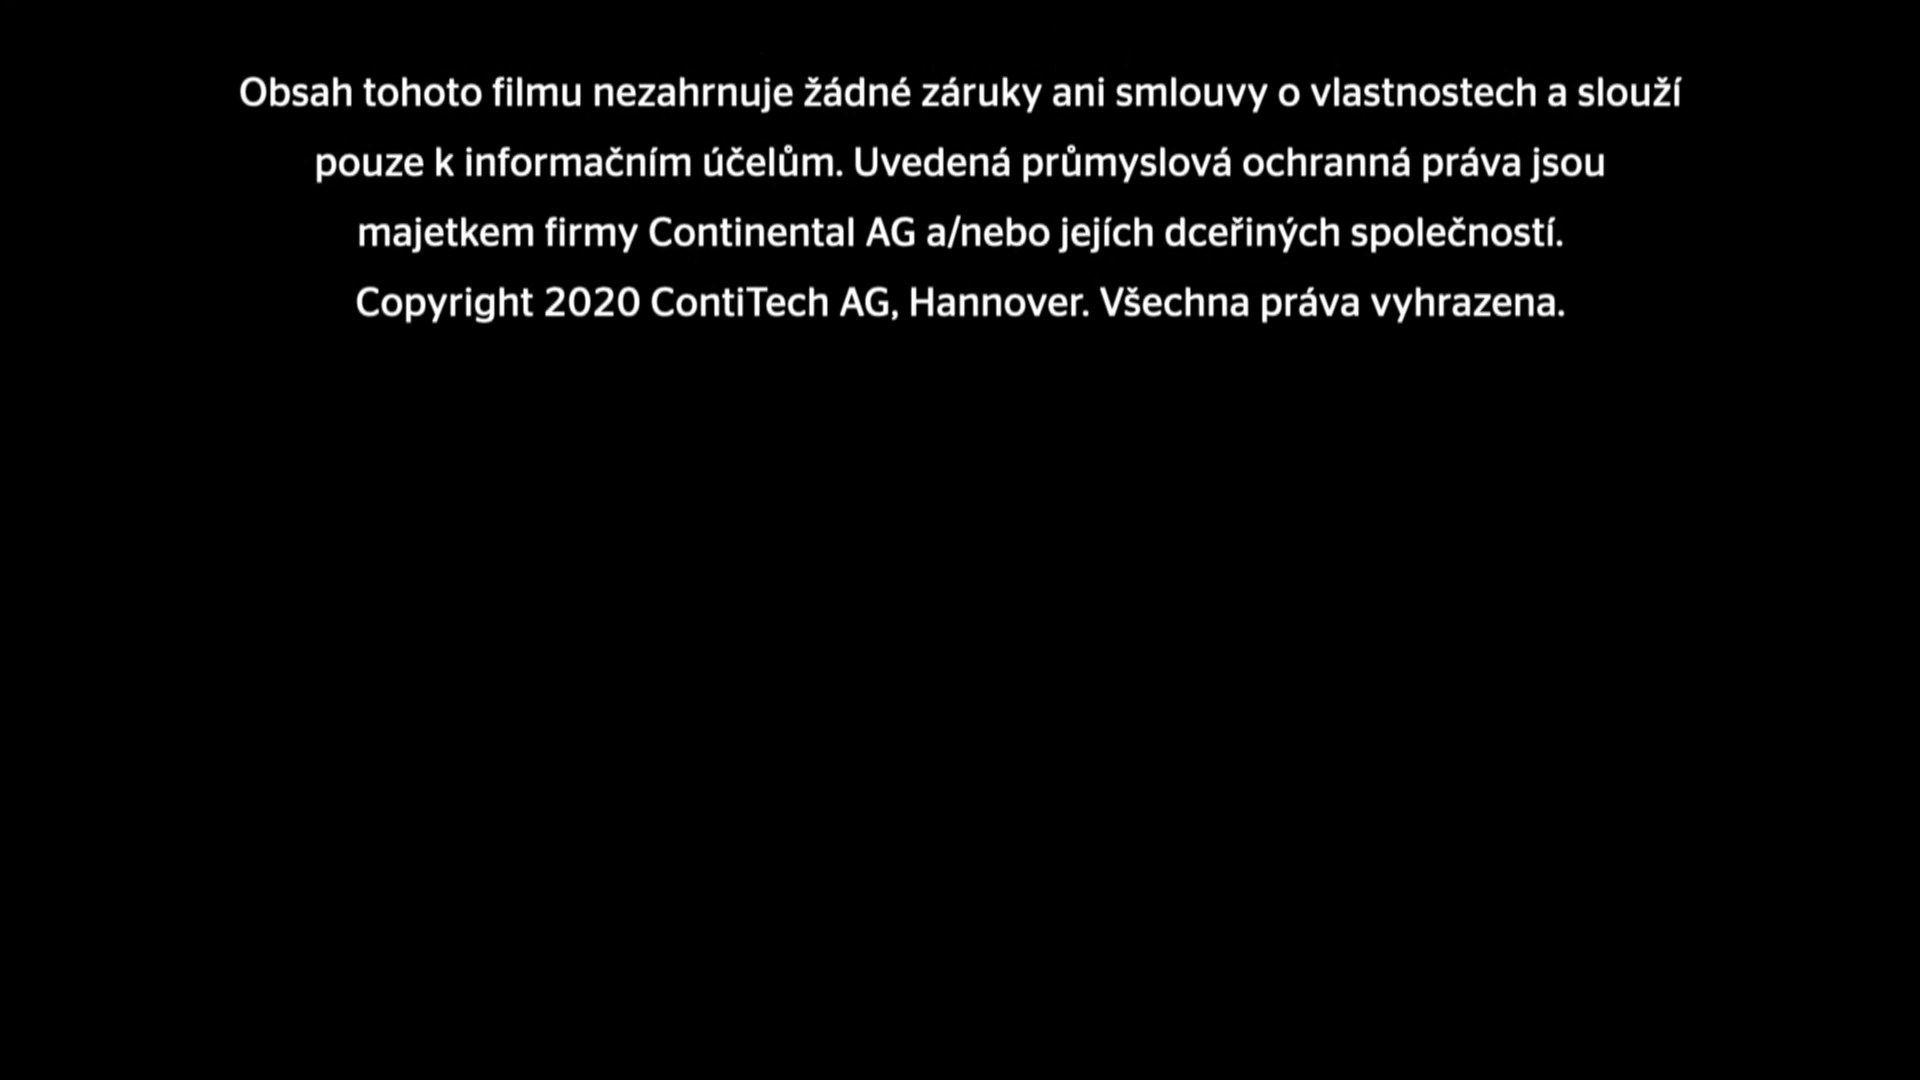 Obsah tohoto filmu nezahrnuje žádné záruky ani smlouvy o vlastnostech a slouží
pouze k informačním účelům. Uvedená průmyslová ochranná práva jsou
majetkem firmy Continental AG a/nebo jejích dceřiných společností.
Copyright 2020 ContiTech AG, Hannover. Všechna práva vyhrazena.